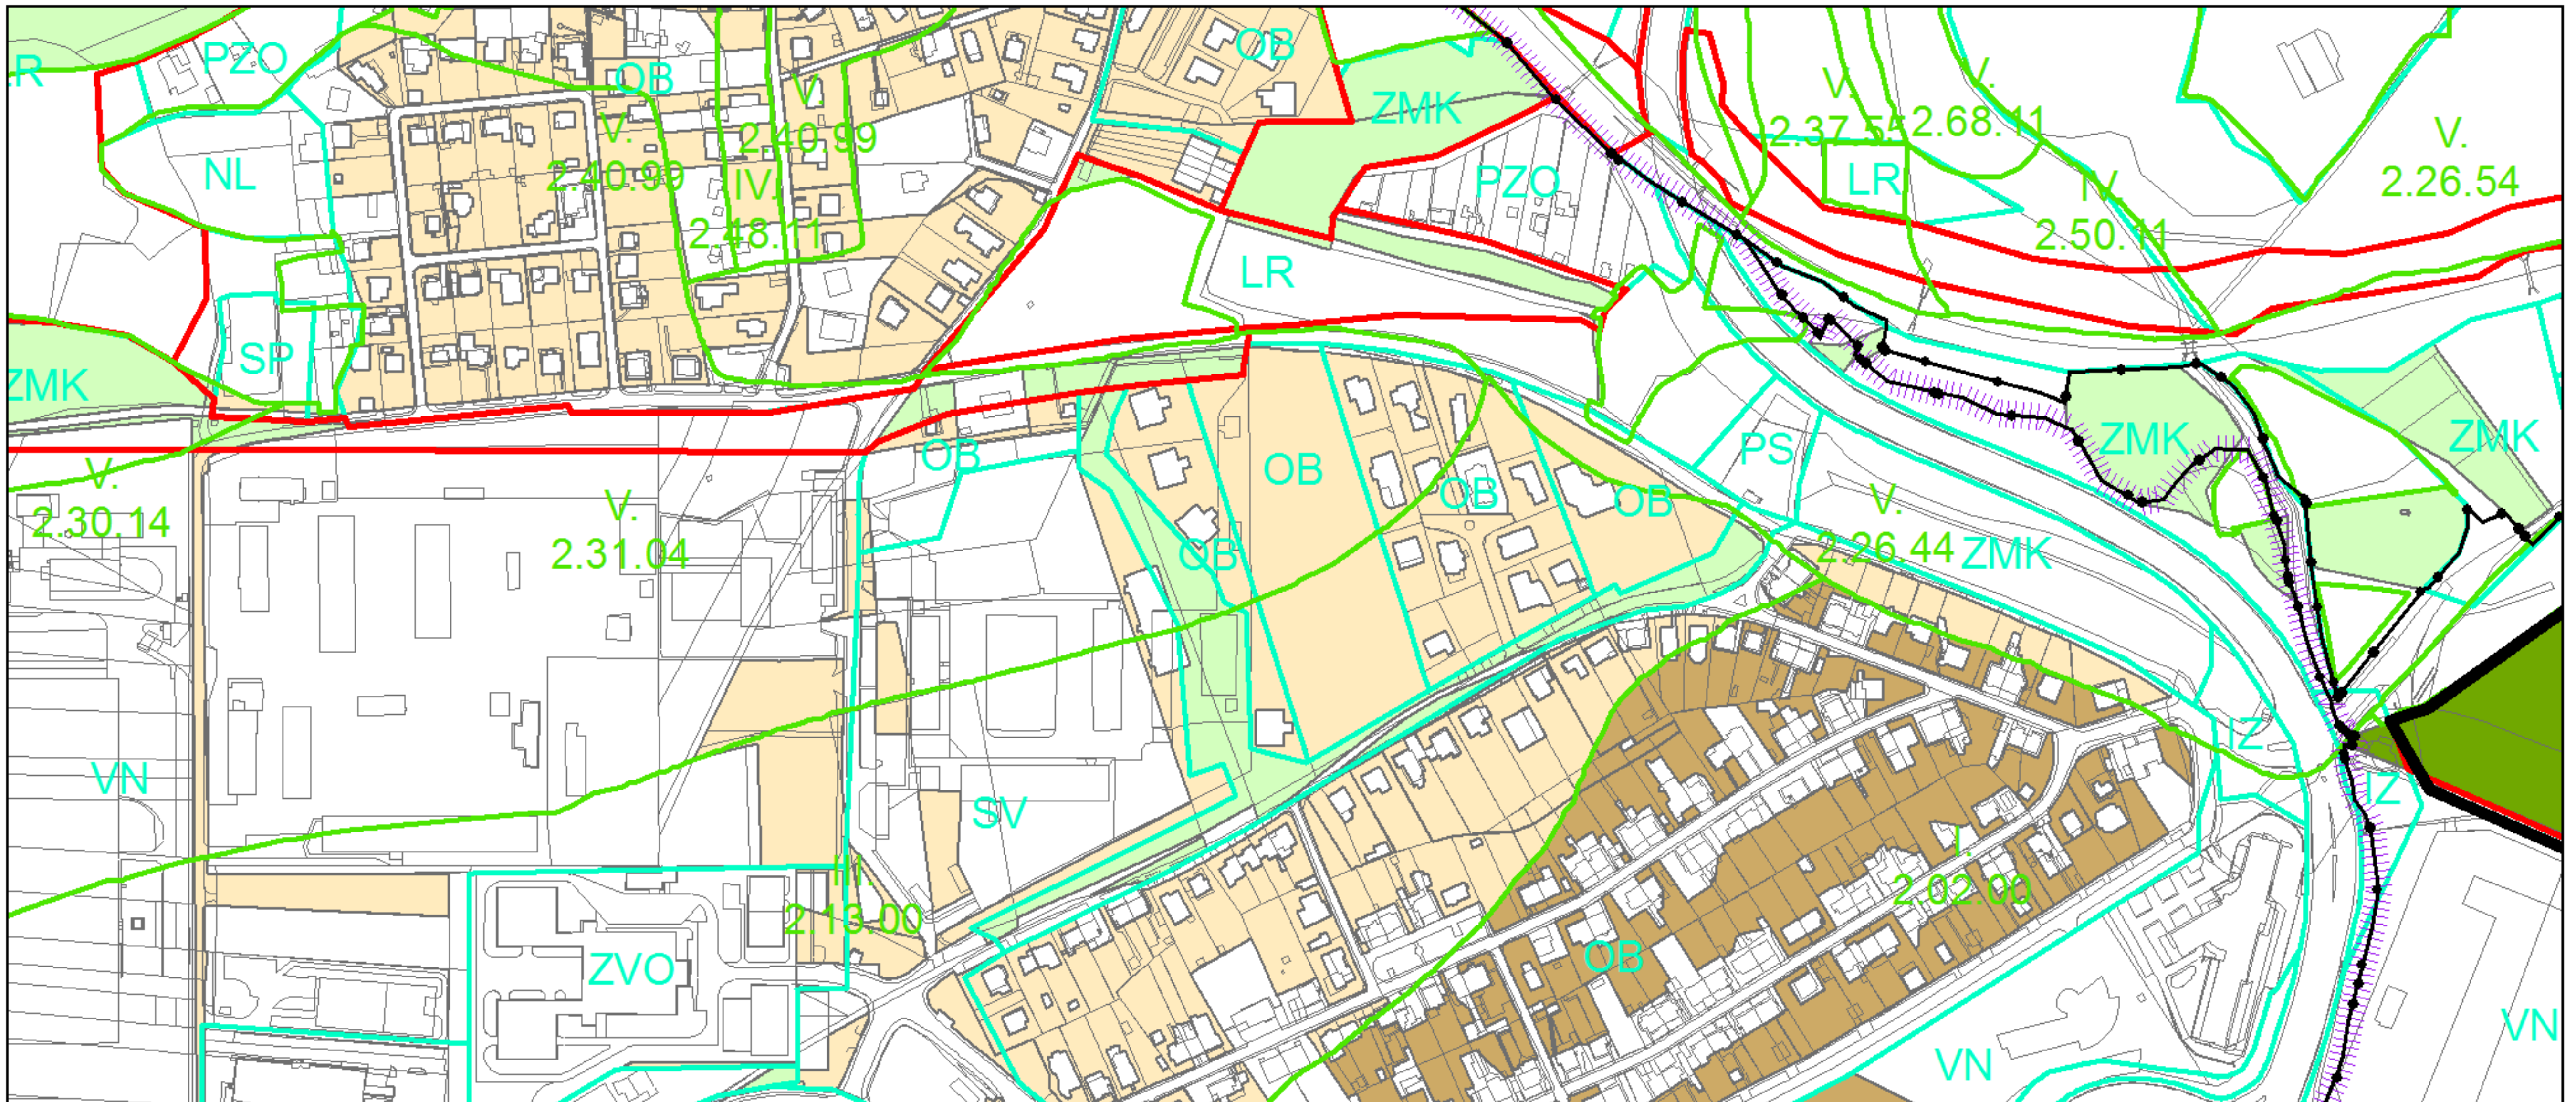 LR
PZO
OB
V.
2.40.99
V.
2.40.99
IV.
2.48.11
NL
SP
ZMK
OB
ZMK
PZO
LR
V.
2.37.55
V.
2.68.11
LR
IV.
2.50.11
V.
2.26.54
V.
2.30.14
V.
2.31.04
OB
OB
OB
OB
OB
PS
V.
2.26.44
ZMK
ZMK
ZMK
VN
SV
III.
2.13.00
ZVO
I.
2.02.00
OB
IZ
IZ
VN
VN